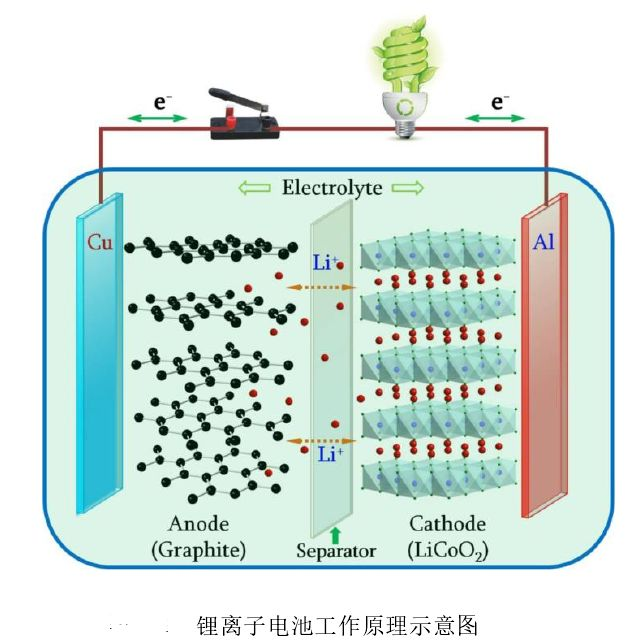 e⁻
e⁻
Electrolyte
Cu
Li⁺
Al
Li⁺
Anode
(Graphite)
Separator
Cathode
(LiCoO₂)
锂离子电池工作原理示意图